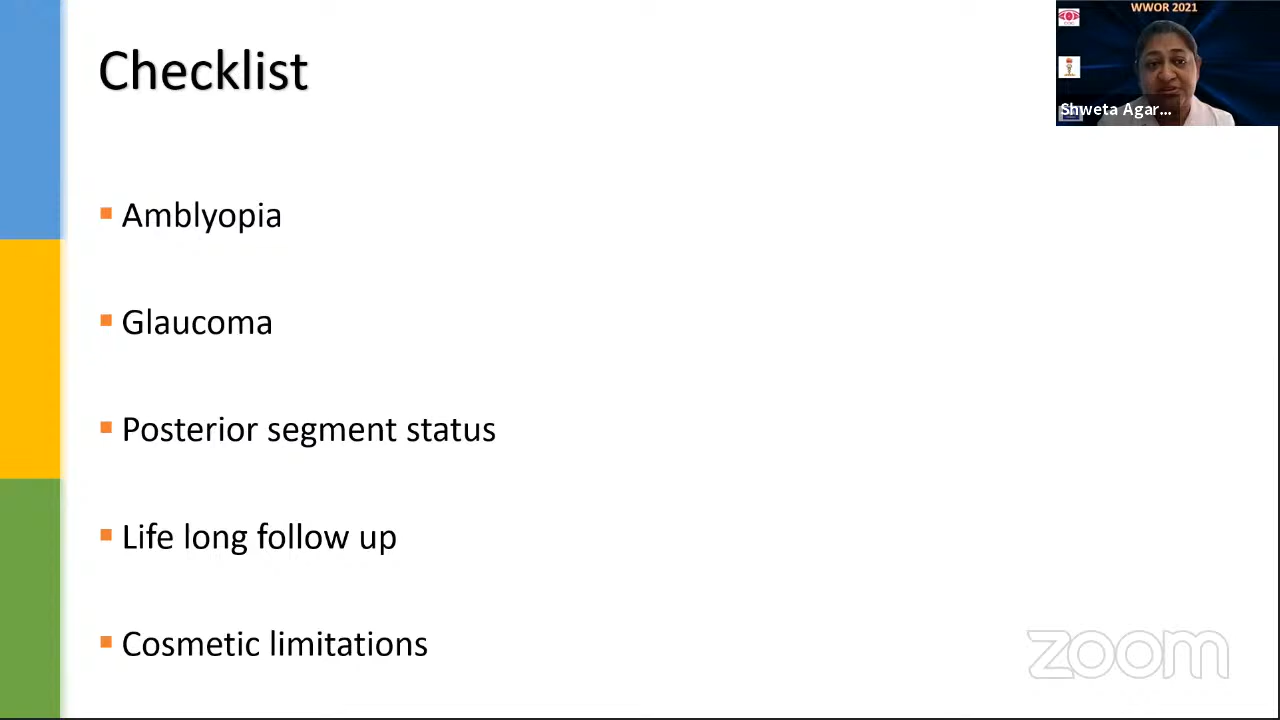 Checklist
WWOR 2021
Shweta Agar...
Amblyopia
Glaucoma
Posterior segment status
Life long follow up
Cosmetic limitations
zoom